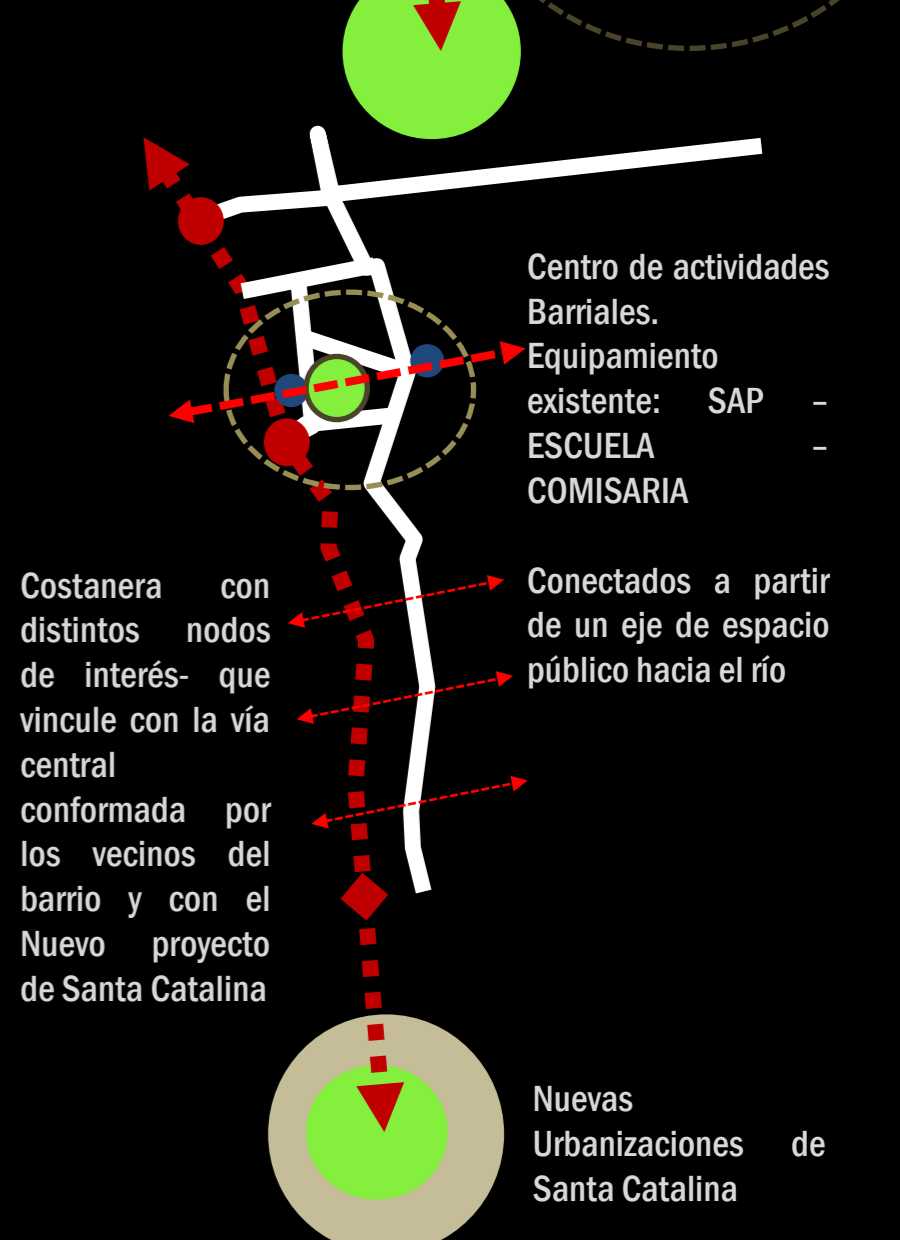 Centro de actividades
Barriales.
Equipamiento
existente: SAP –
ESCUELA –
COMISARIA
Conectados a partir
de un eje de espacio
público hacia el río
Costanera con
distintos nodos
de interés- que
vincule con la vía
central
conformada por
los vecinos del
barrio y con el
Nuevo proyecto
de Santa Catalina
Nuevas
Urbanizaciones de
Santa Catalina